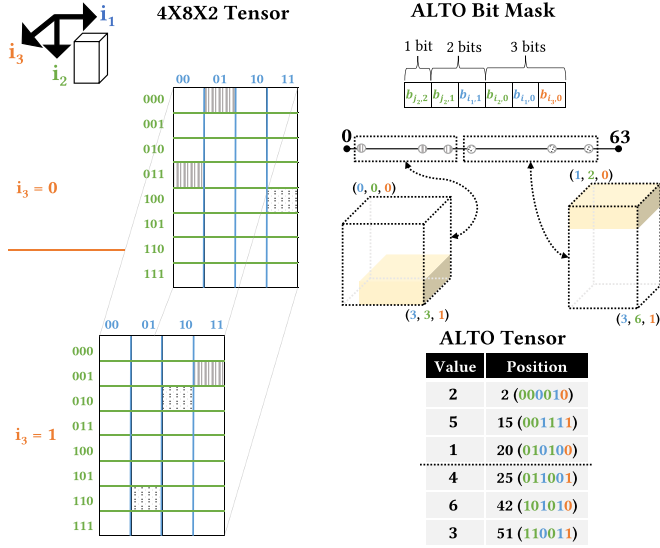 4X8X2 Tensor
i1
i3
i2
00 01 10 11
000
001
010
011
100
101
110
111
i3 = 0
00 01 10 11
000
001
010
011
100
101
110
111
i3 = 1
ALTO Bit Mask
1 bit 2 bits 3 bits
bj2,2 bj2,1 bi1,1 bj2,0 bi1,0 bi3,0
0 63
(0, 0, 0)
(3, 3, 1)
(1, 2, 0)
(3, 6, 1)
ALTO Tensor
Value Position
2 2 (000010)
5 15 (001111)
1 20 (010100)
4 25 (011001)
6 42 (101010)
3 51 (110011)